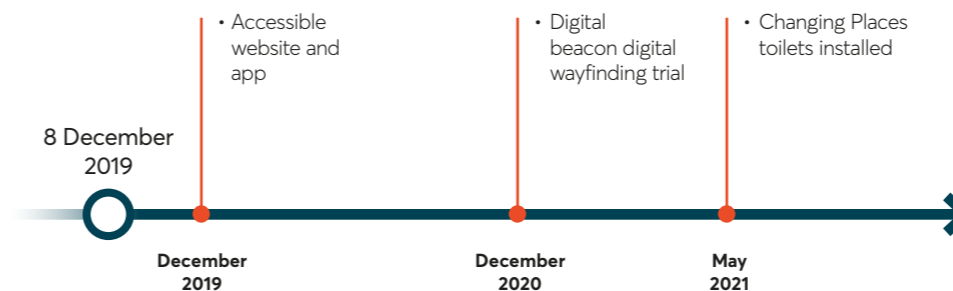 • Accessible
website and
app
• Digital
beacon digital
wayfinding trial
• Changing Places
toilets installed
8 December
2019
December
2019
December
2020
May
2021